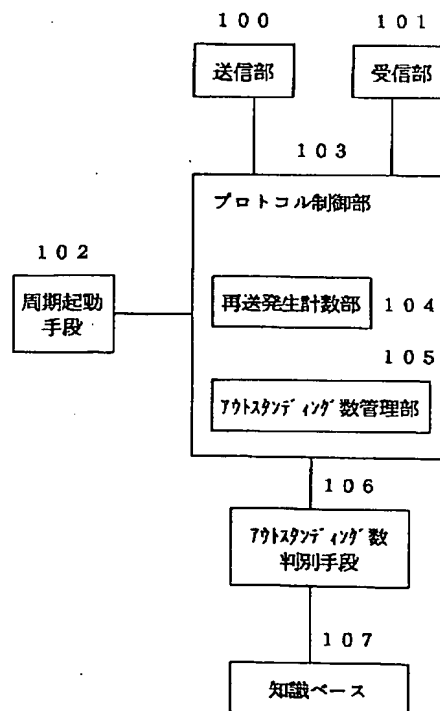 100
101
送信部
受信部
103
プロトコル制御部
102
周期起動
手段
再送発生計数部
104
105
アウトスタンディング数管理部
106
アウトスタンディング数
判別手段
107
知識ベース